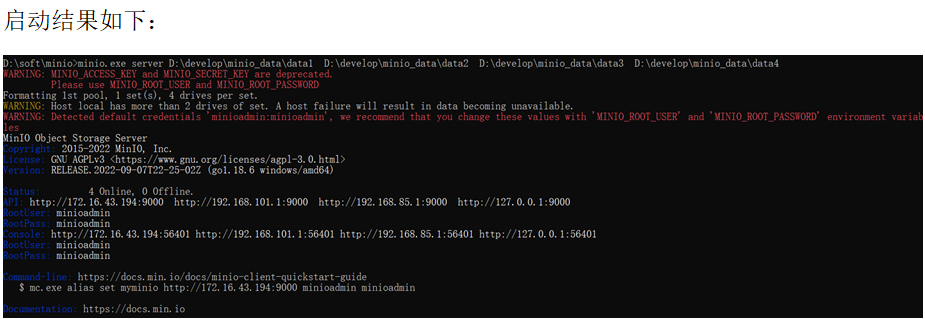 启动结果如下：
D:\soft\minio>minio.exe server D:\develop\minio_data\data1  D:\develop\minio_data\data2  D:\develop\minio_data\data3  D:\develop\minio_data\data4
WARNING: MINIO_ACCESS_KEY and MINIO_SECRET_KEY are deprecated.
         Please use MINIO_ROOT_USER and MINIO_ROOT_PASSWORD
Formatting 1st pool, 1 set(s), 4 drives per set.
WARNING: Host local has more than 2 drives of set. A host failure will result in data becoming unavailable.
WARNING: Detected default credentials 'minioadmin:minioadmin', we recommend that you change these values with 'MINIO_ROOT_USER' and 'MINIO_ROOT_PASSWORD' environment variab
les
MinIO Object Storage Server
Copyright: 2015-2022 MinIO, Inc.
License: GNU AGPLv3 <https://www.gnu.org/licenses/agpl-3.0.html>
Version: RELEASE.2022-09-07T22-25-02Z (go1.18.6 windows/amd64)
Status:         4 Online, 0 Offline.
API: http://172.16.43.194:9000  http://192.168.101.1:9000  http://192.168.85.1:9000  http://127.0.0.1:9000
RootUser: minioadmin
RootPass: minioadmin
Console: http://172.16.43.194:56401 http://192.168.101.1:56401 http://192.168.85.1:56401 http://127.0.0.1:56401
RootUser: minioadmin
RootPass: minioadmin
Command-line: https://docs.min.io/docs/minio-client-quickstart-guide
   $ mc.exe alias set myminio http://172.16.43.194:9000 minioadmin minioadmin
Documentation: https://docs.min.io